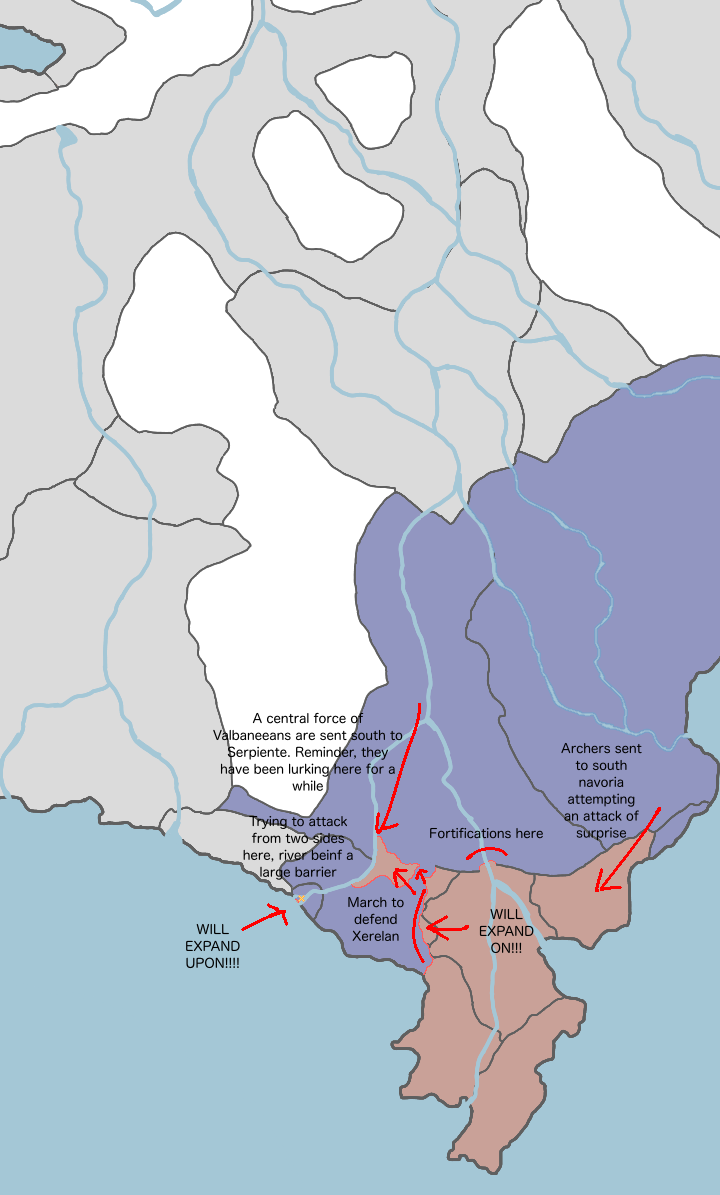 A central force of
Valbaneeans are sent south to
Serpiente. Reminder, they
have been lurking here for a
while
Archers sent
to south
navoria
attempting
an attack of
surprise
Trying to attack
from two sides
here, river beinf a
large barrier
Fortifications here
March to
defend
Xerelan
WILL
EXPAND
ON!!!
WILL
EXPAND
UPON!!!!